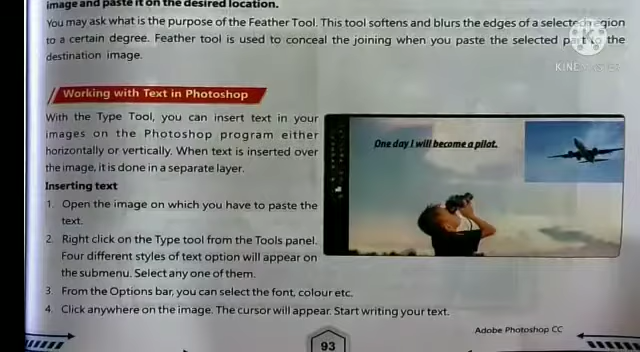 image and paste it on the desired location.
You may ask what is the purpose of the Feather Tool. This tool softens and blurs the edges of a selected region
to a certain degree. Feather tool is used to conceal the joining when you paste the selected part to the
destination image.
Working with Text in Photoshop
With the Type Tool, you can insert text in your
images on the Photoshop program either
horizontally or vertically. When text is inserted over
the image, it is done in a separate layer.
One day I will become a pilot.
Inserting text
1. Open the image on which you have to paste the
text.
2. Right click on the Type tool from the Tools panel.
Four different styles of text option will appear on
the submenu. Select any one of them.
3. From the Options bar, you can select the font, colour etc.
4. Click anywhere on the image. The cursor will appear. Start writing your text.
Adobe Photoshop CC
93